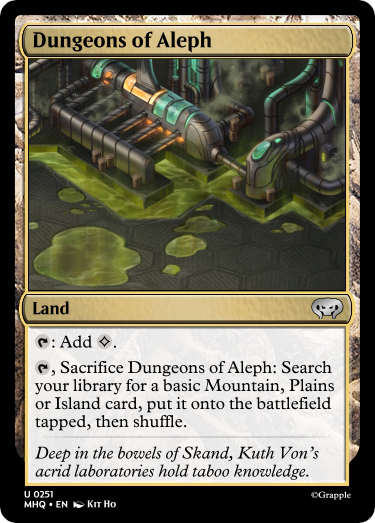 Dungeons of Aleph
Land
: Add .
, Sacrifice Dungeons of Aleph: Search
your library for a basic Mountain, Plains
or Island card, put it onto the battlefield
tapped, then shuffle.
Deep in the bowels of Skand, Kuth Von's
acrid laboratories hold taboo knowledge.
U 0251
MHQ • EN Kit Ho
©Grapple